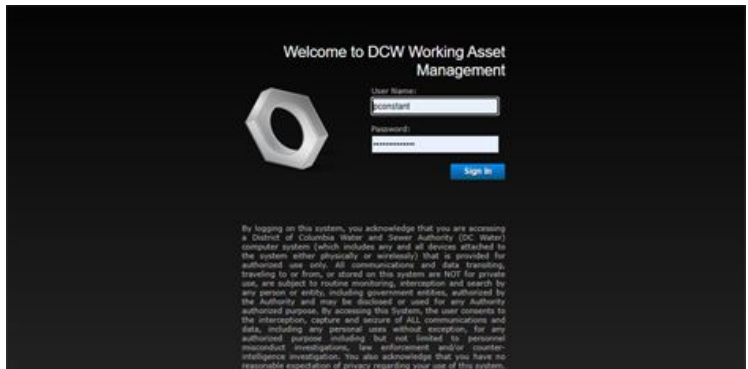 Welcome to DCW Working Asset
Management
User Name:
pconstant
Password:
Sign In
By logging on this system, you acknowledge that you are accessing
a District of Columbia Water and Sewer Authority (DC Water)
computer system (which includes any and all devices attached to
the system either physically or wirelessly) that is provided for
authorized use only. All communications and data transiting,
traveling to or from, or stored on this system are NOT for private
use, are subject to routine monitoring, interception and search by
any person or entity, including government entities, authorized by
the Authority and may be disclosed or used for any Authority
authorized purpose. By accessing this System, the user consents to
the interception, capture and seizure of ALL communications and
data, including any personal uses without exception, for any
authorized purpose including but not limited to personnel
misconduct investigations, law enforcement and/or counter-
intelligence investigation. You also acknowledge that you have no
reasonable expectation of privacy regarding your use of this system.